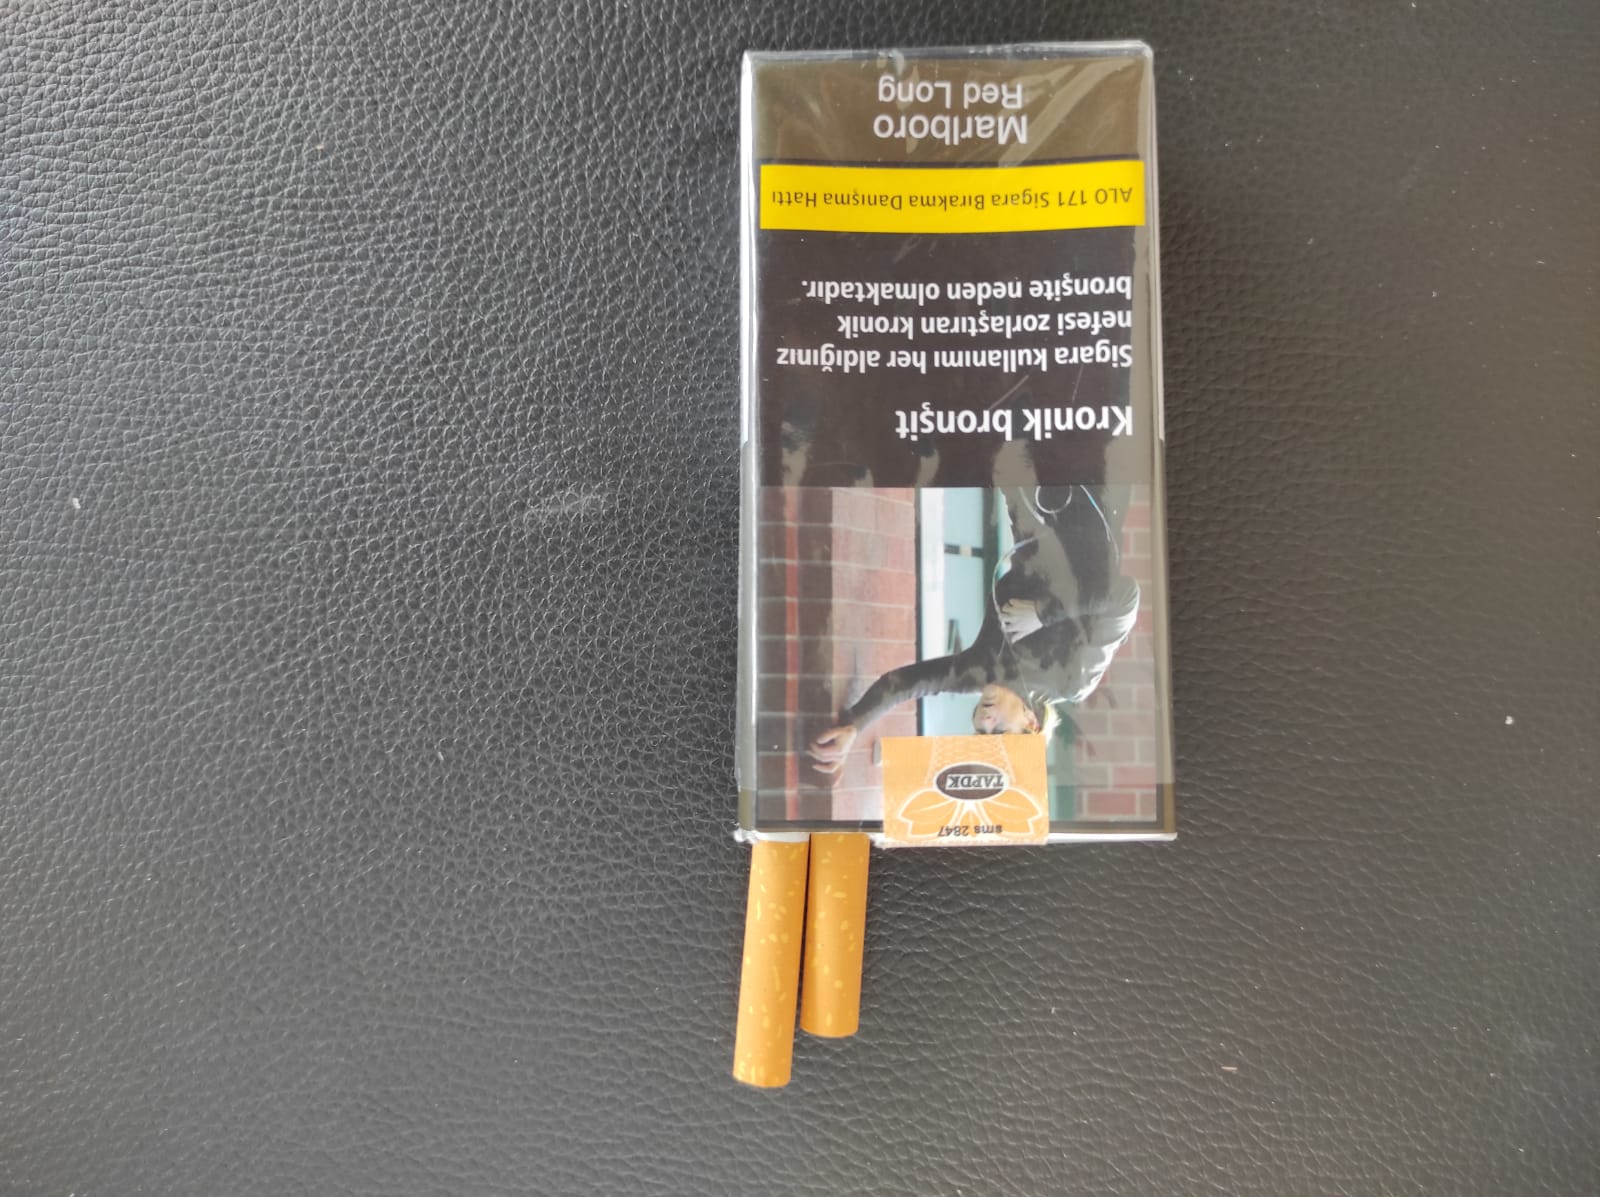 sms 2847
TAPDK
Kronik bronşit
Sigara kullanımı her aldığınız
nefesi zorlaştıran kronik
bronşite neden olmaktadır.
ALO 171 Sigara Bırakma Danışma Hattı
Marlboro
Red Long